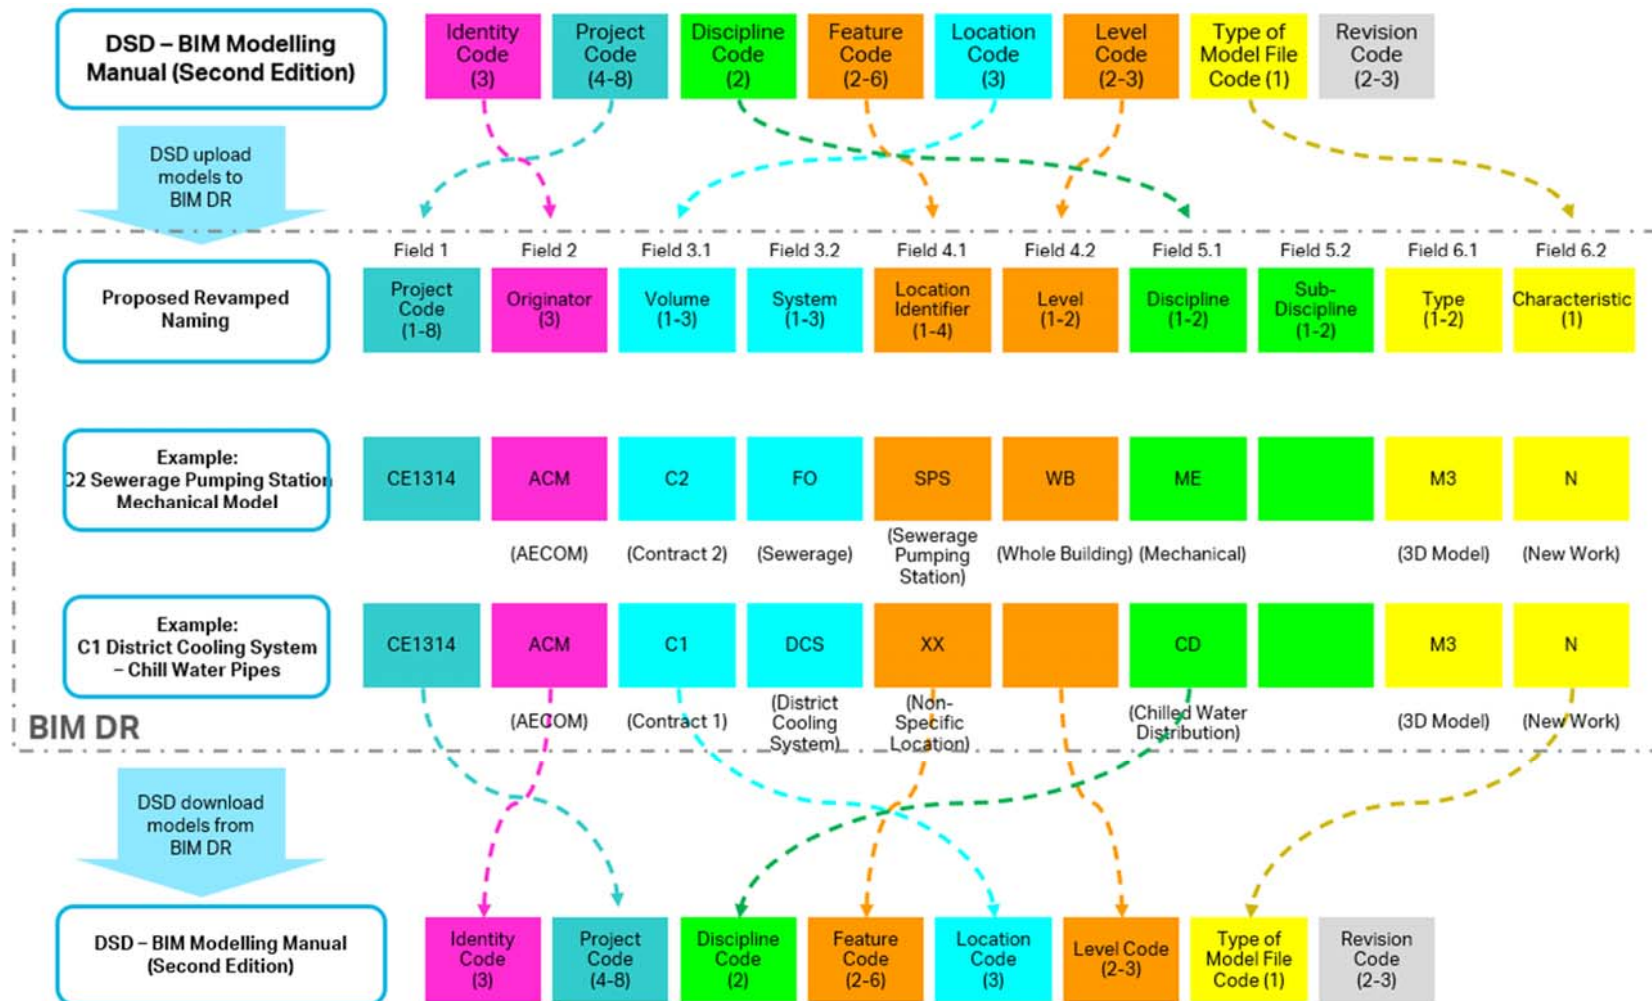 DSD – BIM Modelling
Manual (Second Edition)
Identity
Code
(3)
Project
Code
(4-8)
Discipline
Code
(2)
Feature
Code
(2-6)
Location
Code
(3)
Level
Code
(2-3)
Type of
Model File
Code (1)
Revision
Code
(2-3)
DSD upload
models to
BIM DR
Field 1
Field 2
Field 3.1
Field 3.2
Field 4.1
Field 4.2
Field 5.1
Field 5.2
Field 6.1
Field 6.2
Proposed Revamped
Naming
Project
Code
(1-8)
Originator
(3)
Volume
(1-3)
System
(1-3)
Location
Identifier
(1-4)
Level
(1-2)
Discipline
(1-2)
Sub-
Discipline
(1-2)
Type
(1-2)
Characteristic
(1)
Example:
C2 Sewerage Pumping Station
Mechanical Model
CE1314
ACM
C2
FO
SPS
WB
ME
M3
N
(AECOM)
(Contract 2)
(Sewerage)
(Sewerage
Pumping
Station)
(Whole Building)
(Mechanical)
(3D Model)
(New Work)
Example:
C1 District Cooling System
– Chill Water Pipes
CE1314
ACM
C1
DCS
XX
CD
M3
N
(AECOM)
(Contract 1)
(District
Cooling
System)
(Non-
Specific
Location)
(Chilled Water
Distribution)
(3D Model)
(New Work)
BIM DR
DSD download
models from
BIM DR
DSD – BIM Modelling Manual
(Second Edition)
Identity
Code
(3)
Project
Code
(4-8)
Discipline
Code
(2)
Feature
Code
(2-6)
Location
Code
(3)
Level Code
(2-3)
Type of
Model File
Code (1)
Revision
Code
(2-3)